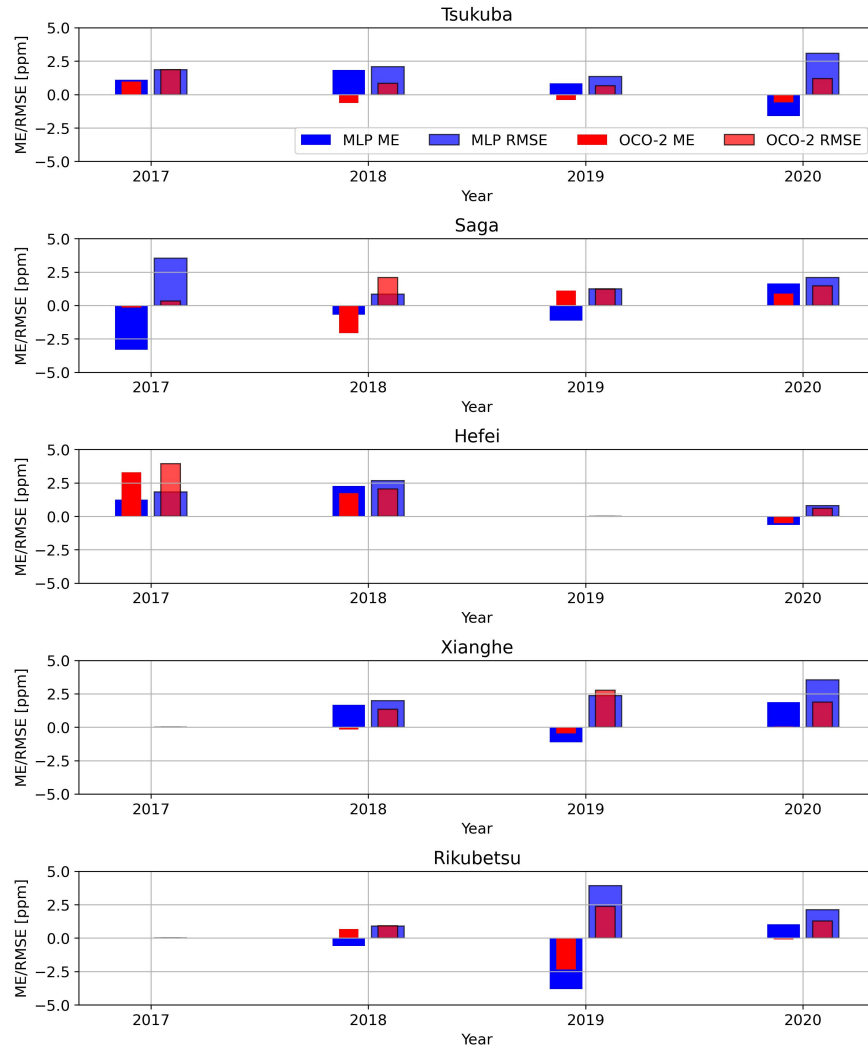 Tsukuba
ME/RMSE [ppm]
5.0
2.5
0.0
−2.5
−5.0
MLP ME MLP RMSE OCO-2 ME OCO-2 RMSE
2017 2018 2019 2020
Year
Saga
ME/RMSE [ppm]
5.0
2.5
0.0
−2.5
−5.0
2017 2018 2019 2020
Year
Hefei
ME/RMSE [ppm]
5.0
2.5
0.0
−2.5
−5.0
2017 2018 2019 2020
Year
Xianghe
ME/RMSE [ppm]
5.0
2.5
0.0
−2.5
−5.0
2017 2018 2019 2020
Year
Rikubetsu
ME/RMSE [ppm]
5.0
2.5
0.0
−2.5
−5.0
2017 2018 2019 2020
Year